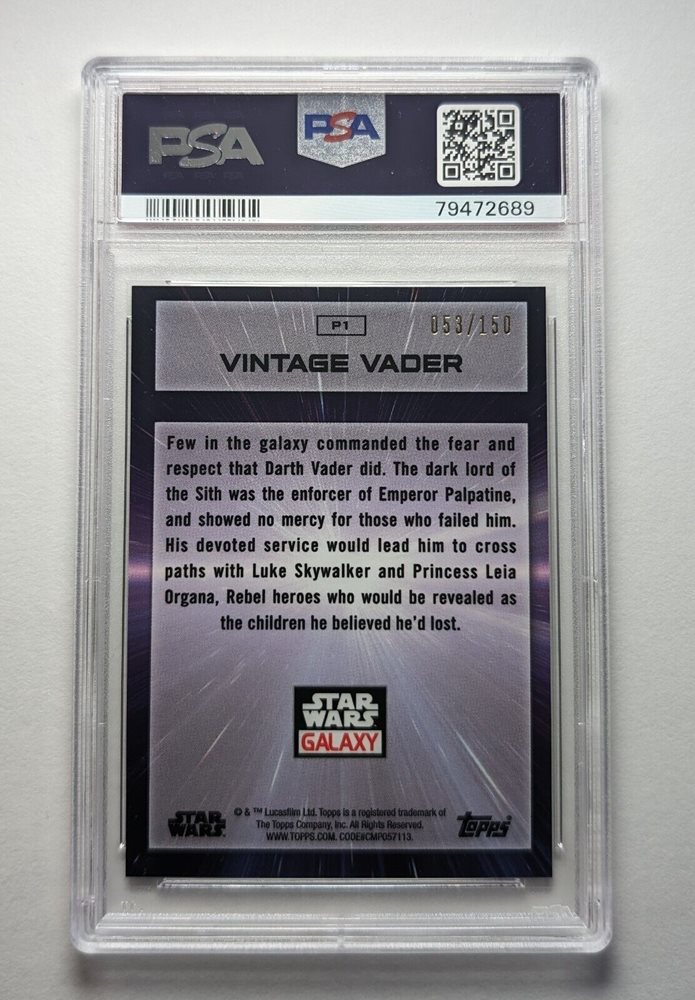 PSA PSA
79472689
P1 053/150
VINTAGE VADER
Few in the galaxy commanded the fear and
respect that Darth Vader did. The dark lord of
the Sith was the enforcer of Emperor Palpatine,
and showed no mercy for those who failed him.
His devoted service would lead him to cross
paths with Luke Skywalker and Princess Leia
Organa, Rebel heroes who would be revealed as
the children he believed he'd lost.
STAR
WARS
GALAXY
STAR
WARS
© & ™ Lucasfilm Ltd. Topps is a registered trademark of
The Topps Company, Inc. All Rights Reserved.
WWW.TOPPS.COM. CODE#CMP057113.
Topps